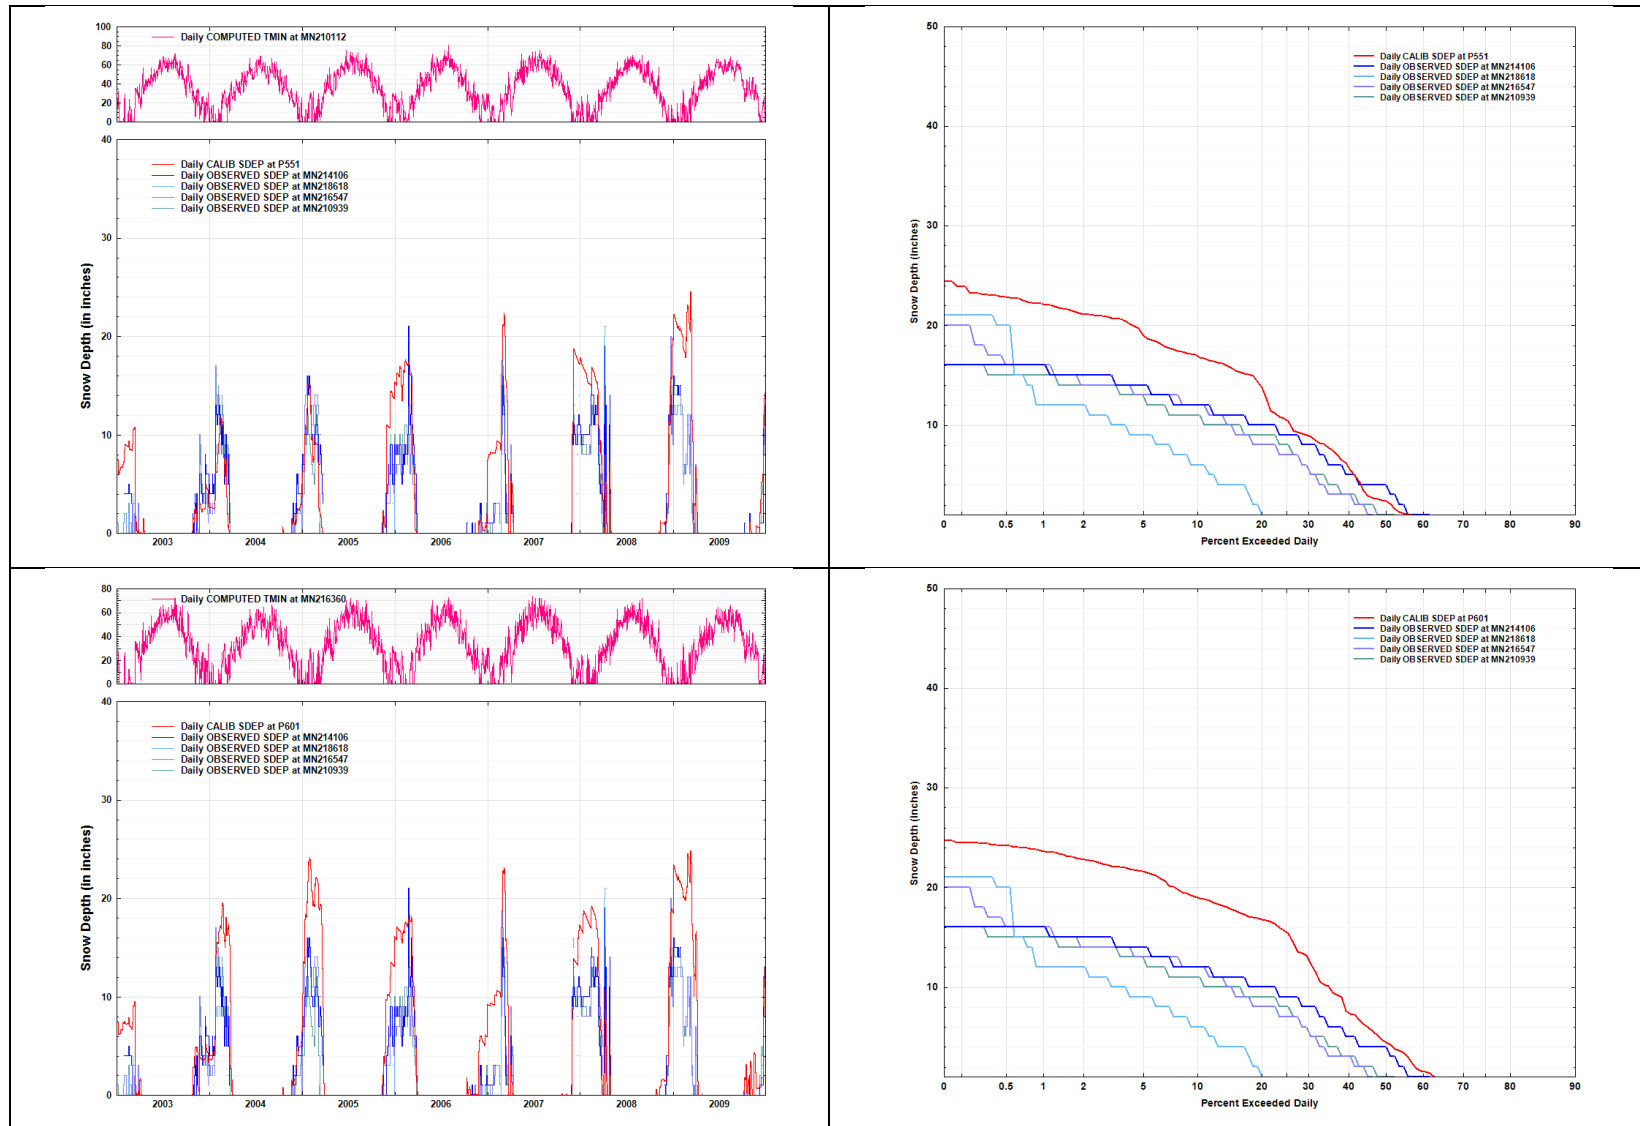 100
80
60
40
20
0
Daily COMPUTED TMIN at MN210112
40
30
20
10
0
Snow Depth (in inches)
Daily CALIB SDEP at P551
Daily OBSERVED SDEP at MN214106
Daily OBSERVED SDEP at MN218618
Daily OBSERVED SDEP at MN216547
Daily OBSERVED SDEP at MN210939
2003 2004 2005 2006 2007 2008 2009
50
40
30
20
10
Snow Depth (Inches)
Daily CALIB SDEP at P551
Daily OBSERVED SDEP at MN214106
Daily OBSERVED SDEP at MN218618
Daily OBSERVED SDEP at MN216547
Daily OBSERVED SDEP at MN210939
0 0.5 1 2 5 10 20 30 40 50 60 70 80 90
Percent Exceeded Daily
80
60
40
20
0
Daily COMPUTED TMIN at MN216360
40
30
20
10
0
Snow Depth (in inches)
Daily CALIB SDEP at P601
Daily OBSERVED SDEP at MN214106
Daily OBSERVED SDEP at MN218618
Daily OBSERVED SDEP at MN216547
Daily OBSERVED SDEP at MN210939
2003 2004 2005 2006 2007 2008 2009
50
40
30
20
10
Snow Depth (Inches)
Daily CALIB SDEP at P601
Daily OBSERVED SDEP at MN214106
Daily OBSERVED SDEP at MN218618
Daily OBSERVED SDEP at MN216547
Daily OBSERVED SDEP at MN210939
0 0.5 1 2 5 10 20 30 40 50 60 70 80 90
Percent Exceeded Daily